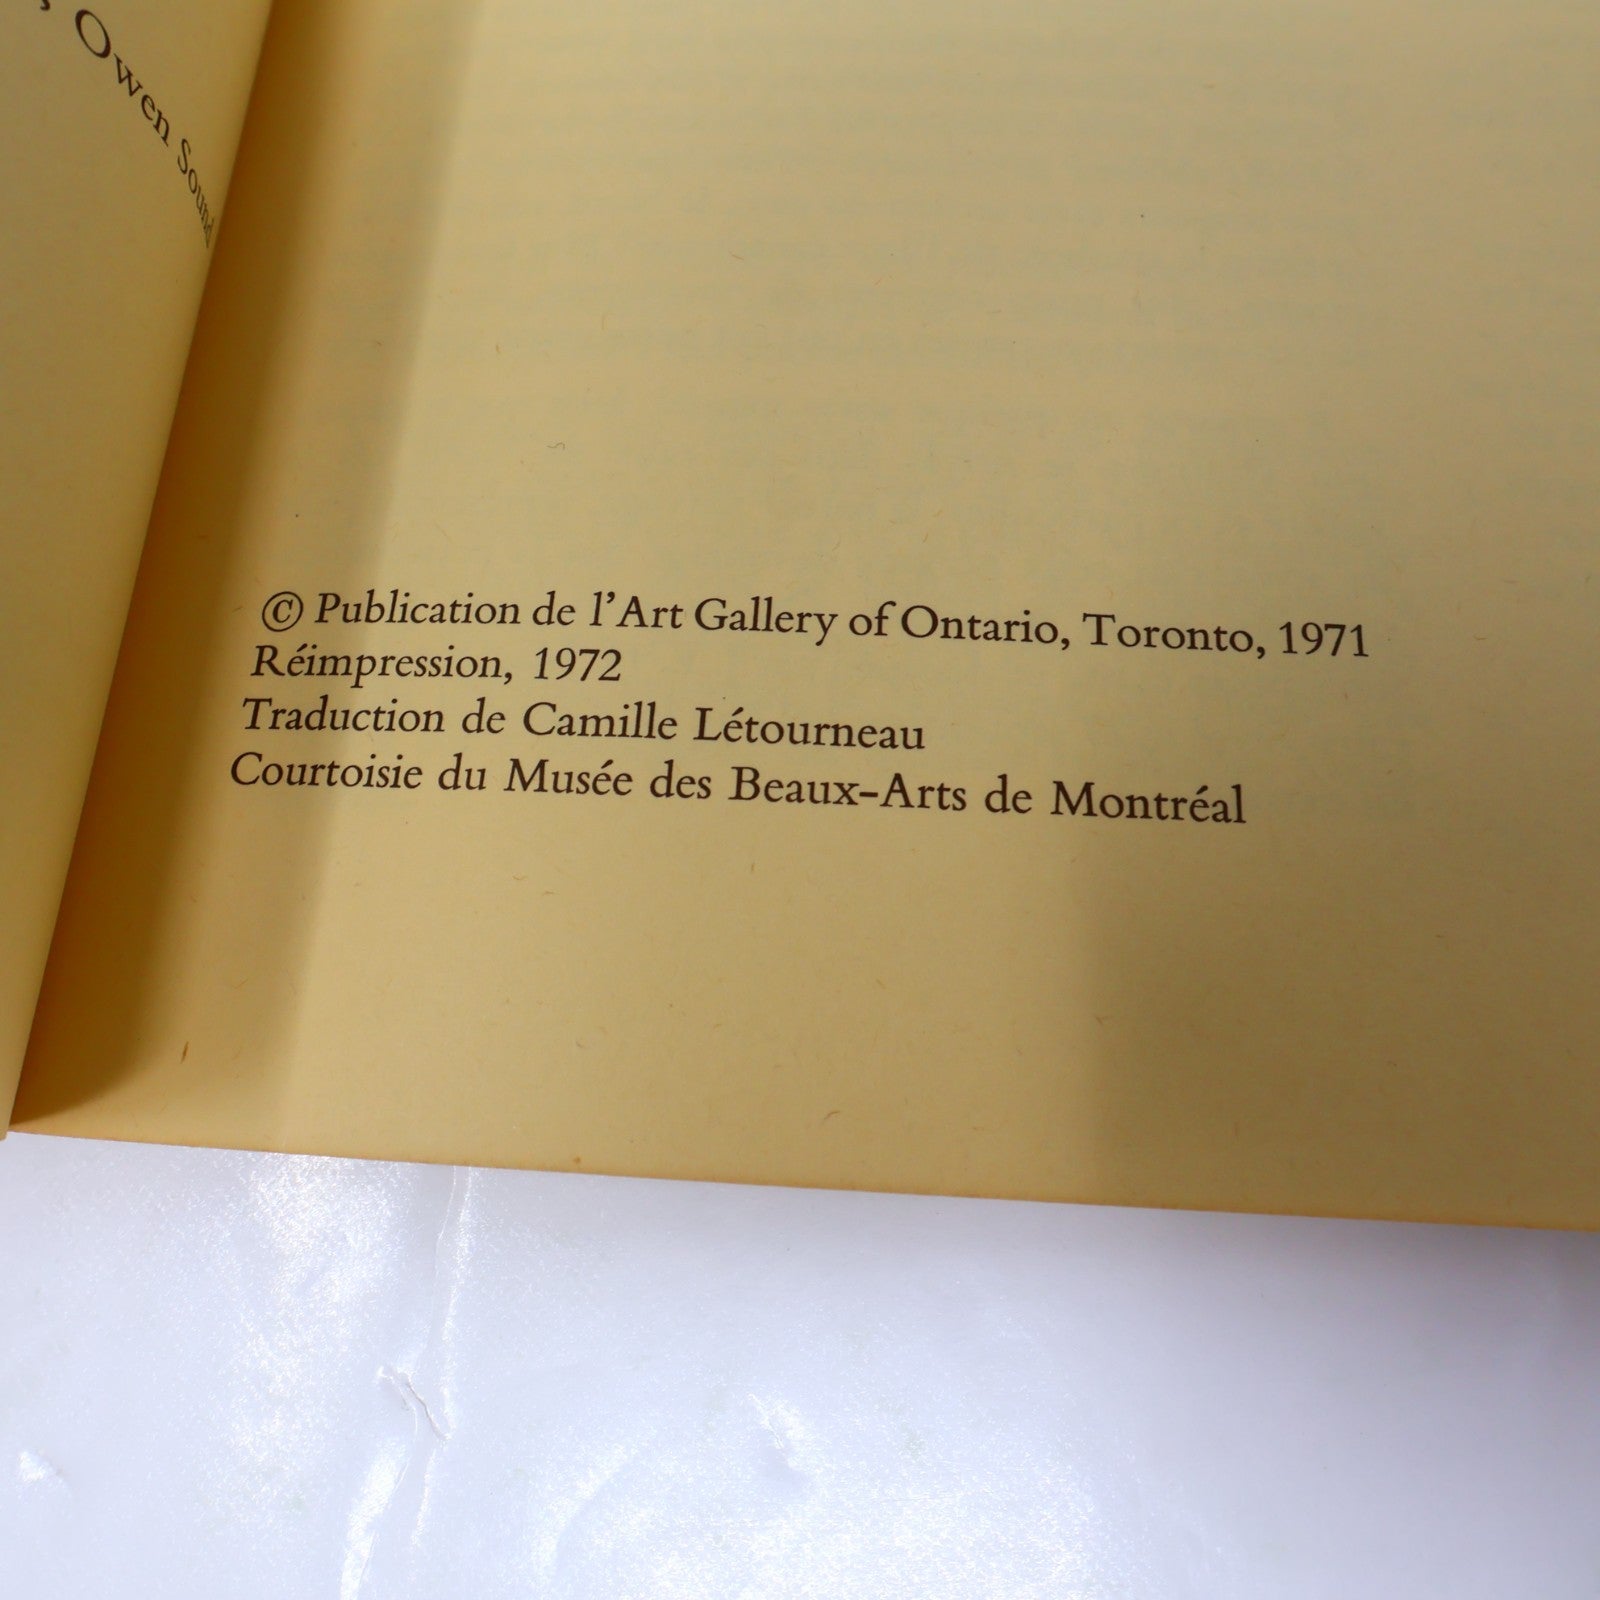 Owen Sound
© Publication de l'Art Gallery of Ontario, Toronto, 1971
Réimpression, 1972
Traduction de Camille Létourneau
Courtoisie du Musée des Beaux-Arts de Montréal